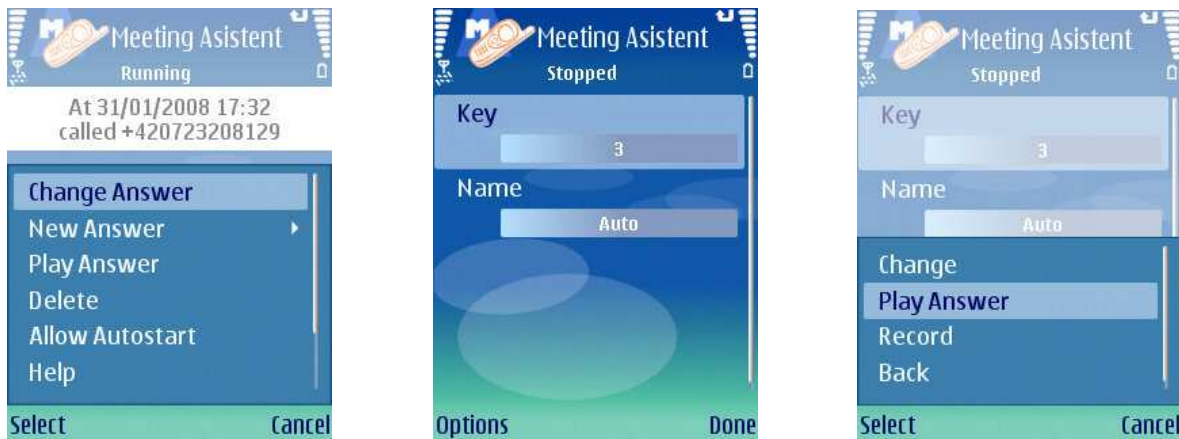 Meeting Asistent
Running
At 31/01/2008 17:32
called +420723208129
Change Answer
New Answer
Play Answer
Delete
Allow Autostart
Help
Select Cancel
Meeting Asistent
Stopped
Key
3
Name
Auto
Options Done
Meeting Asistent
Stopped
Key
3
Name
Auto
Change
Play Answer
Record
Back
Select Cancel